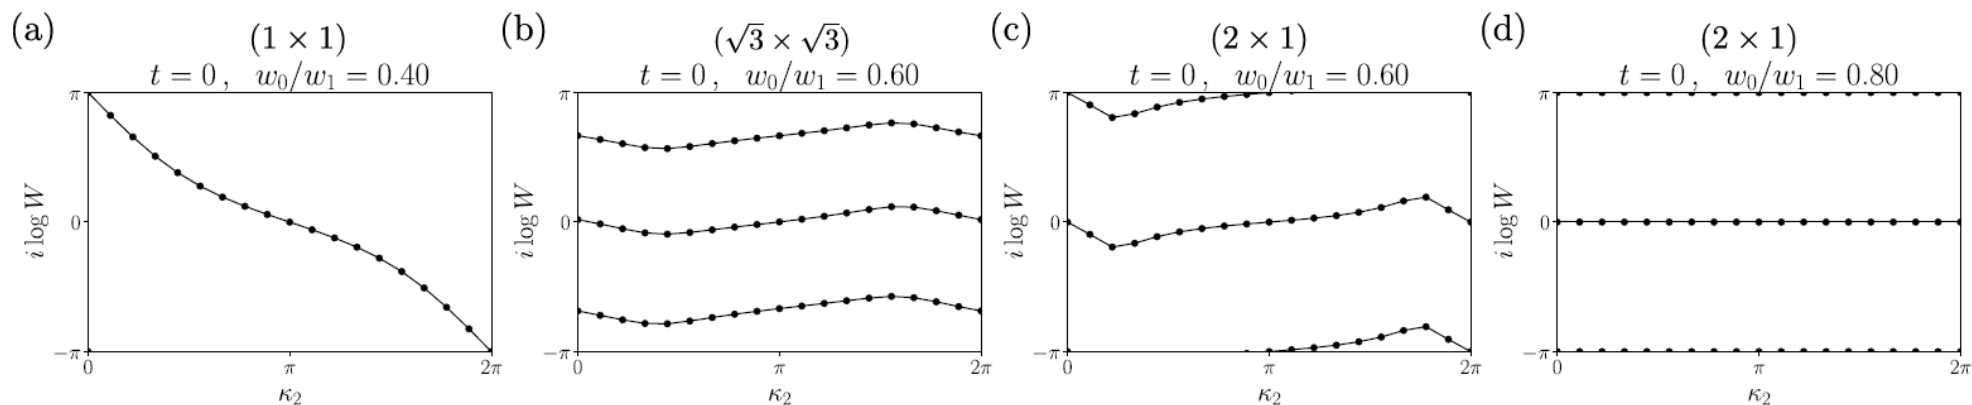 (a)
(1 × 1)
t = 0 ,   w₀/w₁ = 0.40
π
0
−π
i log W
0
π
2π
κ₂
(b)
(√3 × √3)
t = 0 ,   w₀/w₁ = 0.60
π
0
−π
i log W
0
π
2π
κ₂
(c)
(2 × 1)
t = 0 ,   w₀/w₁ = 0.60
π
0
−π
i log W
0
π
2π
κ₂
(d)
(2 × 1)
t = 0 ,   w₀/w₁ = 0.80
π
0
−π
i log W
0
π
2π
κ₂